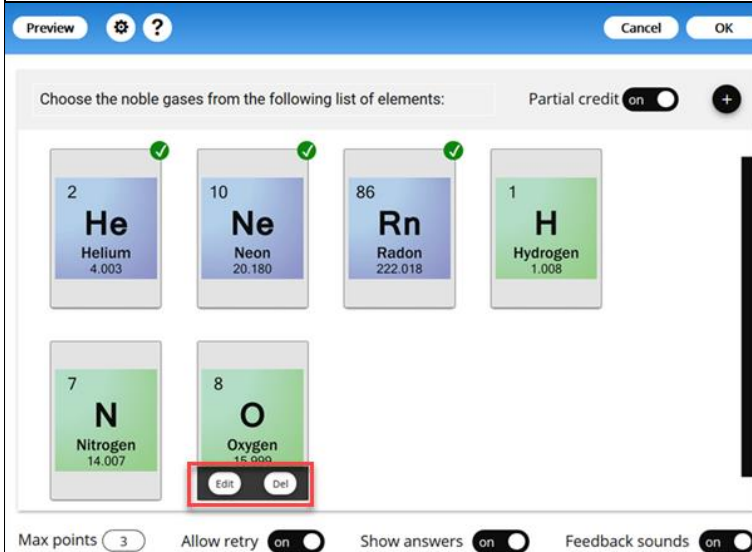 Preview ? Cancel OK
Choose the noble gases from the following list of elements: Partial credit on +
2 10 86 1
He Ne Rn H
Helium Neon Radon Hydrogen
4.003 20.180 222.018 1.008
7 8
N O
Nitrogen Oxygen
14.007 15.999
Edit Del
Max points 3 Allow retry on Show answers on Feedback sounds on